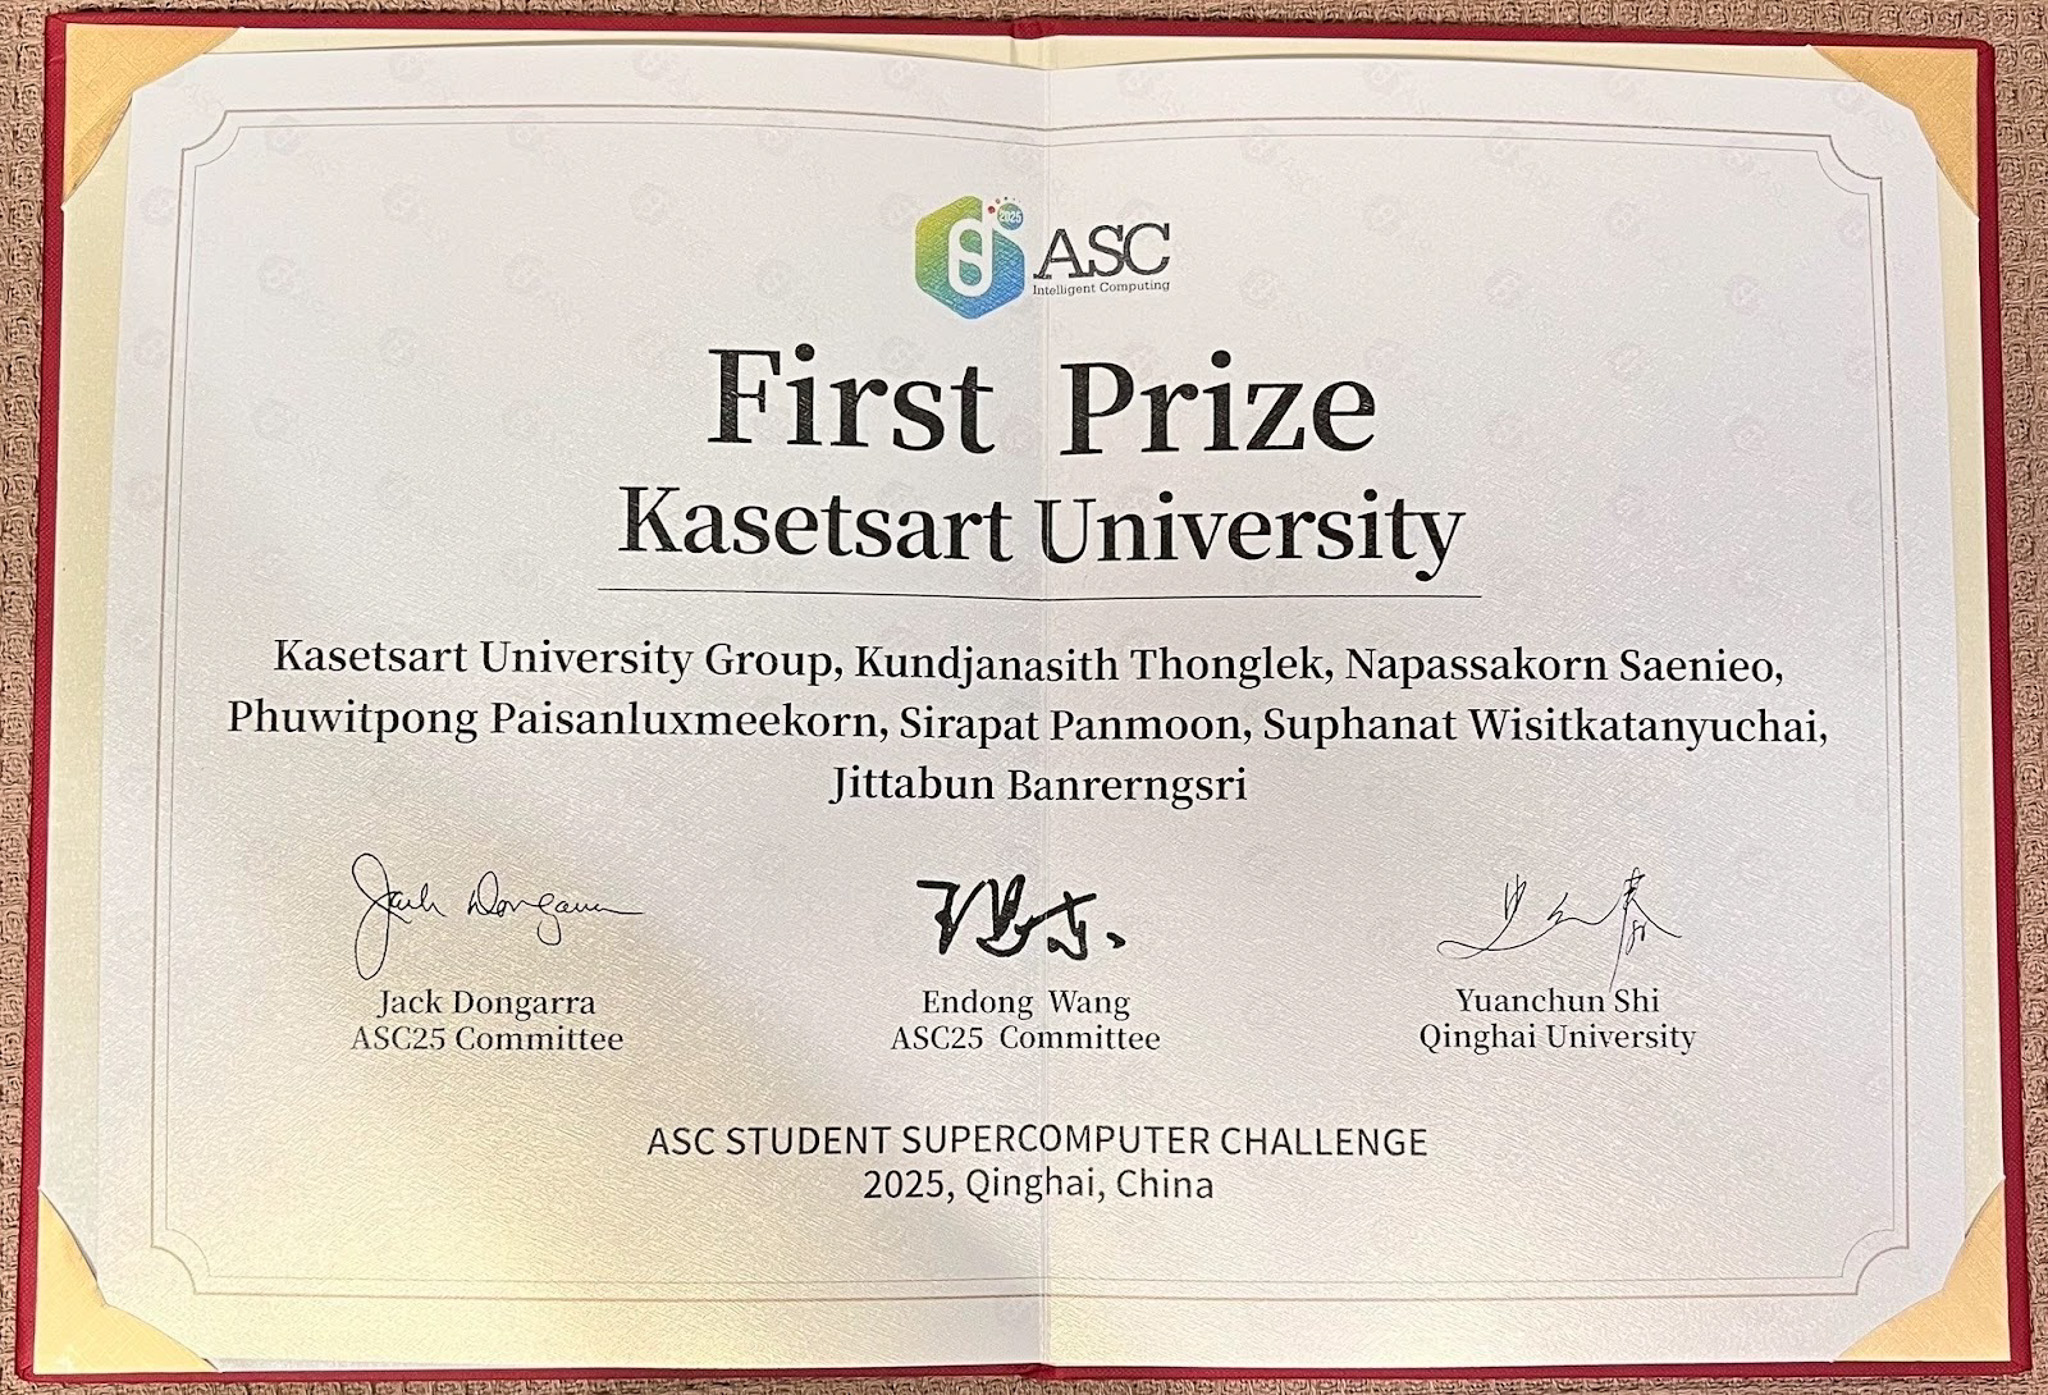 2025
ASC
Intelligent Computing
First Prize
Kasetsart University
Kasetsart University Group, Kundjanasith Thonglek, Napassakorn Saenieo,
Phuwitpong Paisanluxmeekorn, Sirapat Panmoon, Suphanat Wisitkatanyuchai,
Jittabun Banrerngsri
Jack Dongarra
Jack Dongarra Endong Wang Yuanchun Shi
ASC25 Committee ASC25 Committee Qinghai University
ASC STUDENT SUPERCOMPUTER CHALLENGE
2025, Qinghai, China